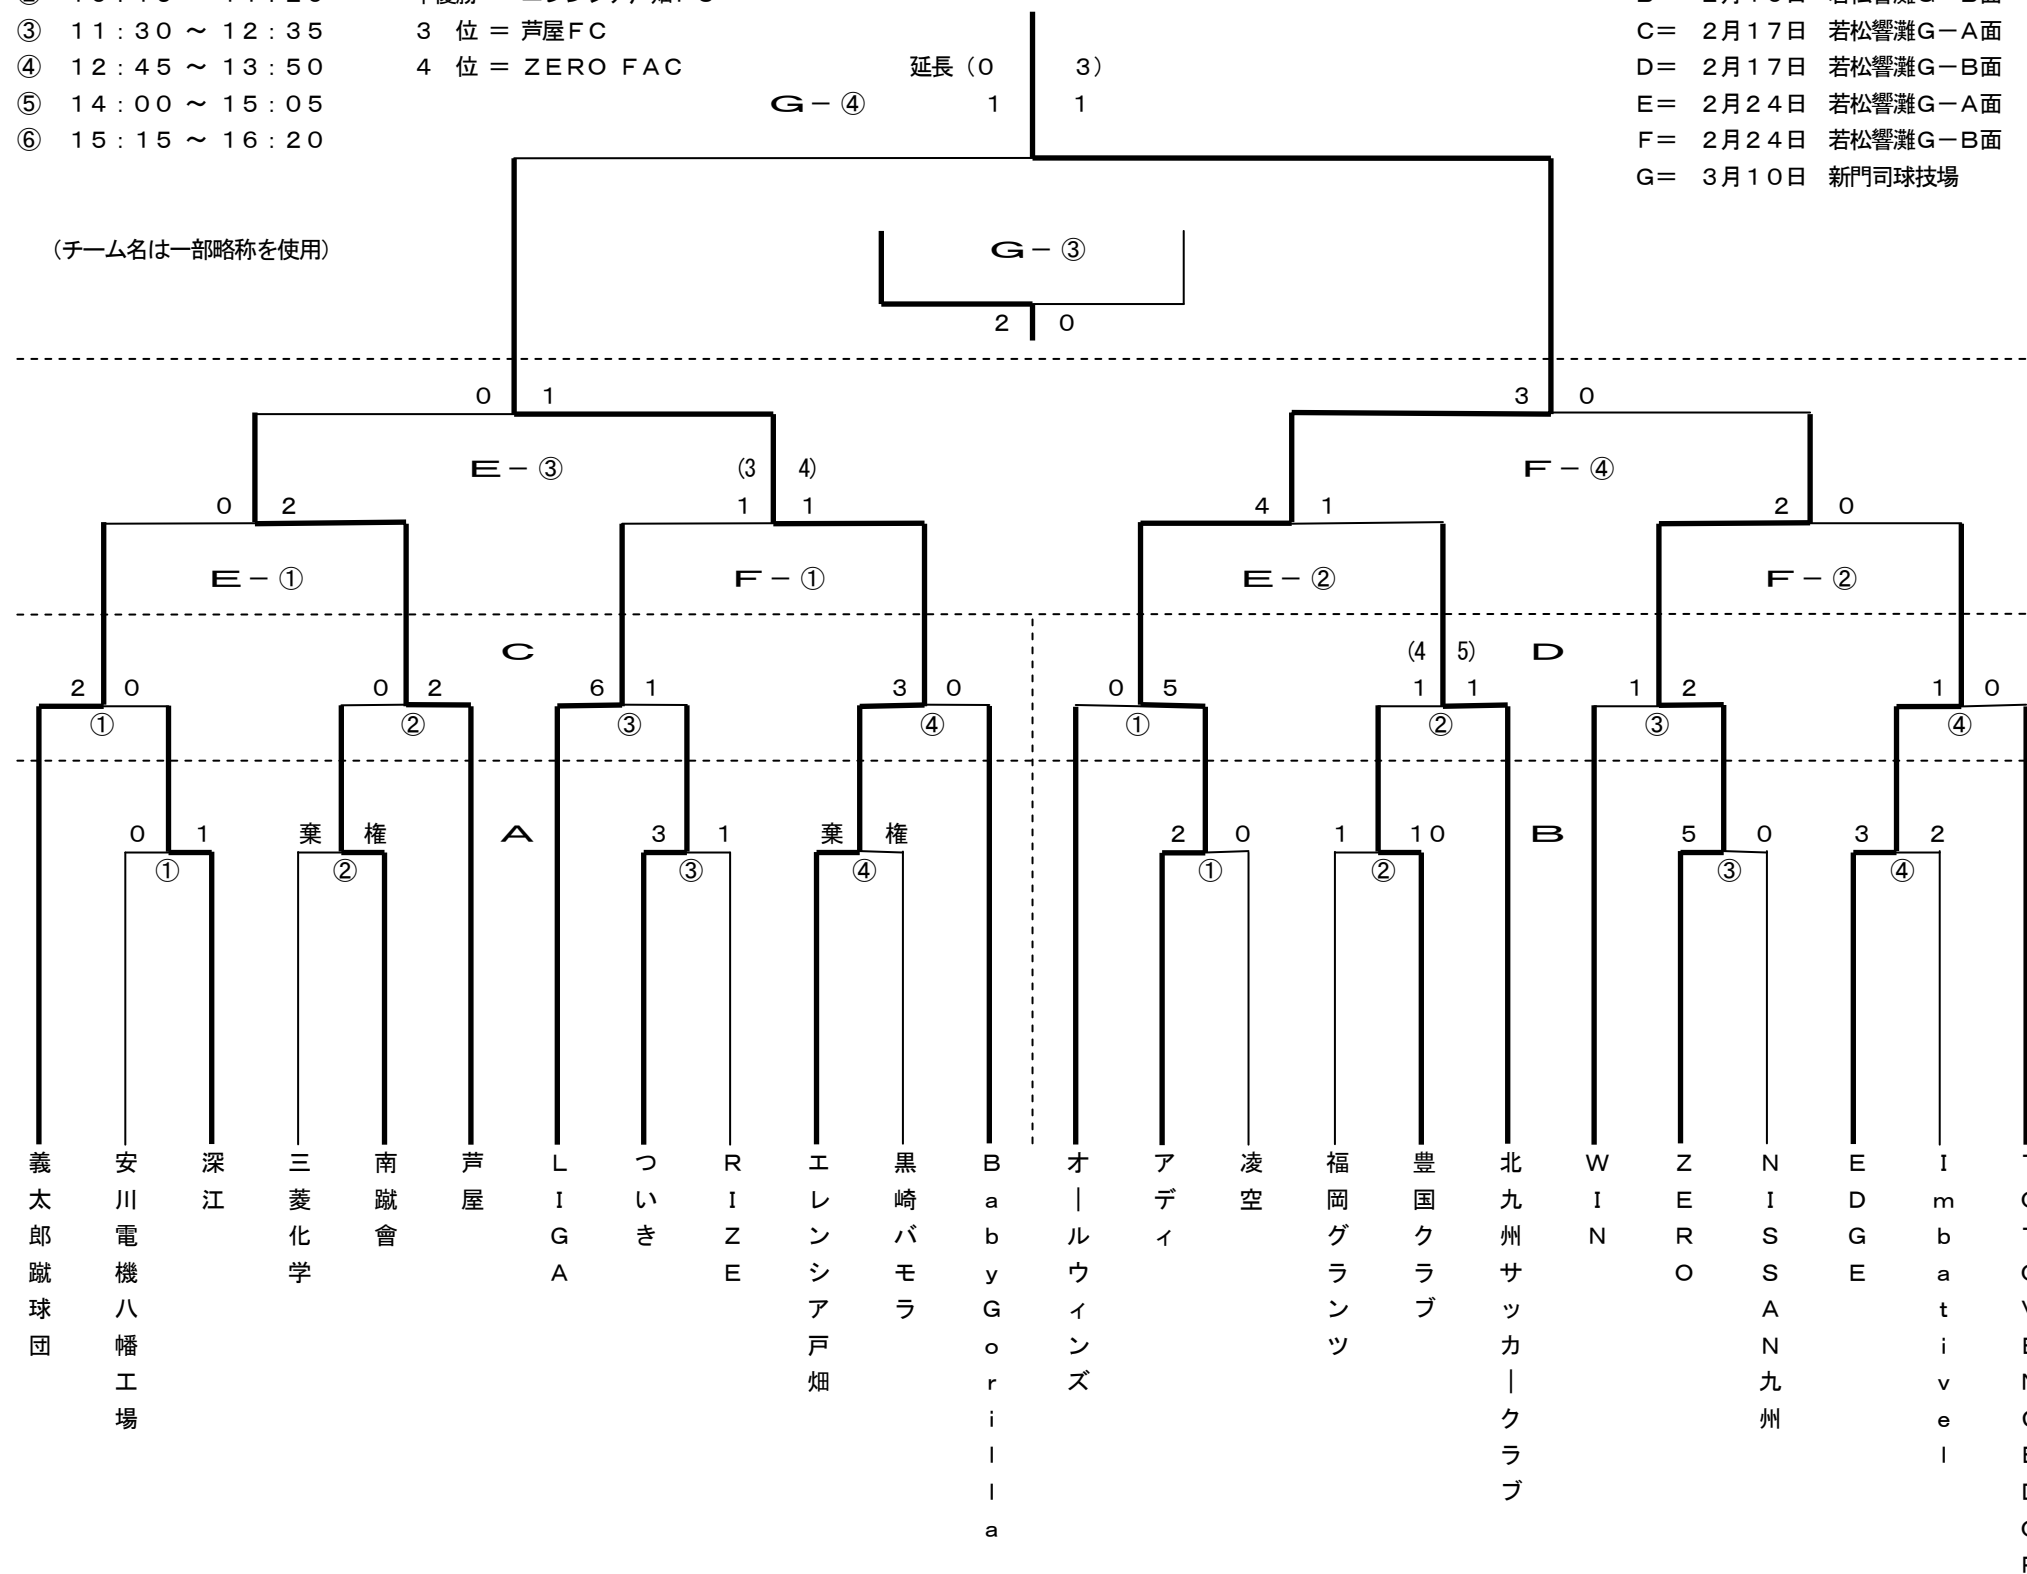 ③ 11:30 ～ 12:35
④ 12:45 ～ 13:50
⑤ 14:00 ～ 15:05
⑥ 15:15 ～ 16:20
3 位 ＝ 芦屋FC
4 位 ＝ ZERO FAC
C＝ 2月17日 若松響灘G－A面
D＝ 2月17日 若松響灘G－B面
E＝ 2月24日 若松響灘G－A面
F＝ 2月24日 若松響灘G－B面
G＝ 3月10日 新門司球技場
延長（0 3）
G－④ 1 1
（チーム名は一部略称を使用）
G－③
2 0
0 1 3 0
E－③ (3 4) F－④
0 2 1 1 4 1 2 0
E－① F－① E－② F－②
C (4 5) D
2 0 0 2 6 1 3 0 0 5 1 1 1 2 1 0
① ② ③ ④ ① ② ③ ④
0 1 棄 権 A 3 1 棄 権 2 0 1 10 B 5 0 3 2
① ② ③ ④ ① ② ③ ④
義太郎蹴球団
安川電機八幡工場
深江
三菱化学
南蹴會
芦屋
LIGA
ついき
RIZE
エレンシア戸畑
黒崎バモラ
BabyGorilla
オールウィンズ
アディ
凌空
福岡グランツ
豊国クラブ
北九州サッカークラブ
WIN
ZERO
NISSAN九州
EDGE
Imbativel